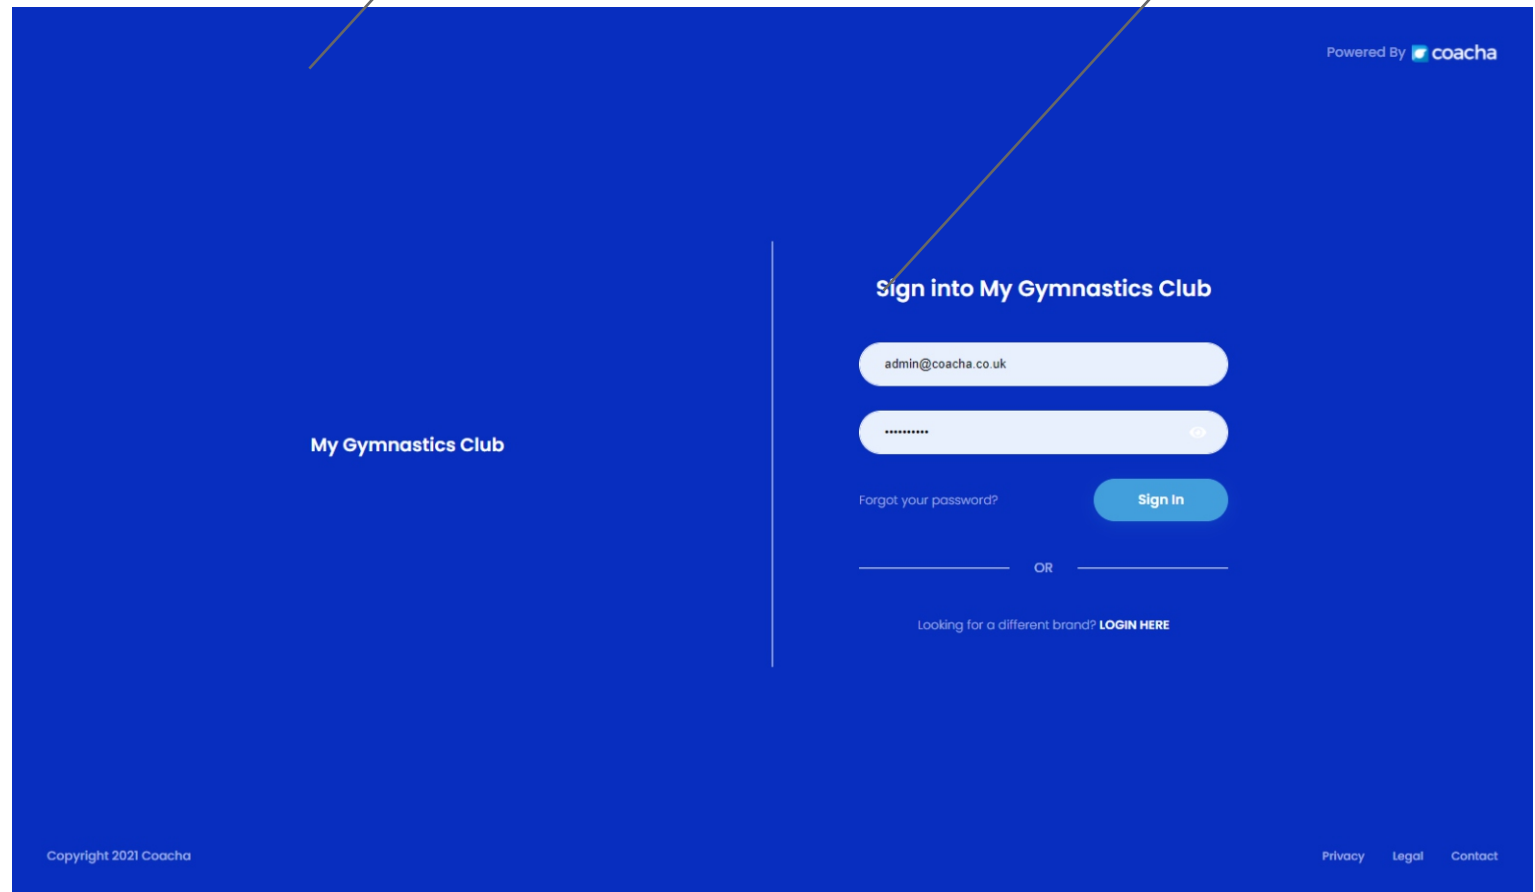 Powered By coacha
My Gymnastics Club
Sign into My Gymnastics Club
admin@coacha.co.uk
••••••••••
Forgot your password?
Sign In
OR
Looking for a different brand? LOGIN HERE
Copyright 2021 Coacha
Privacy Legal Contact